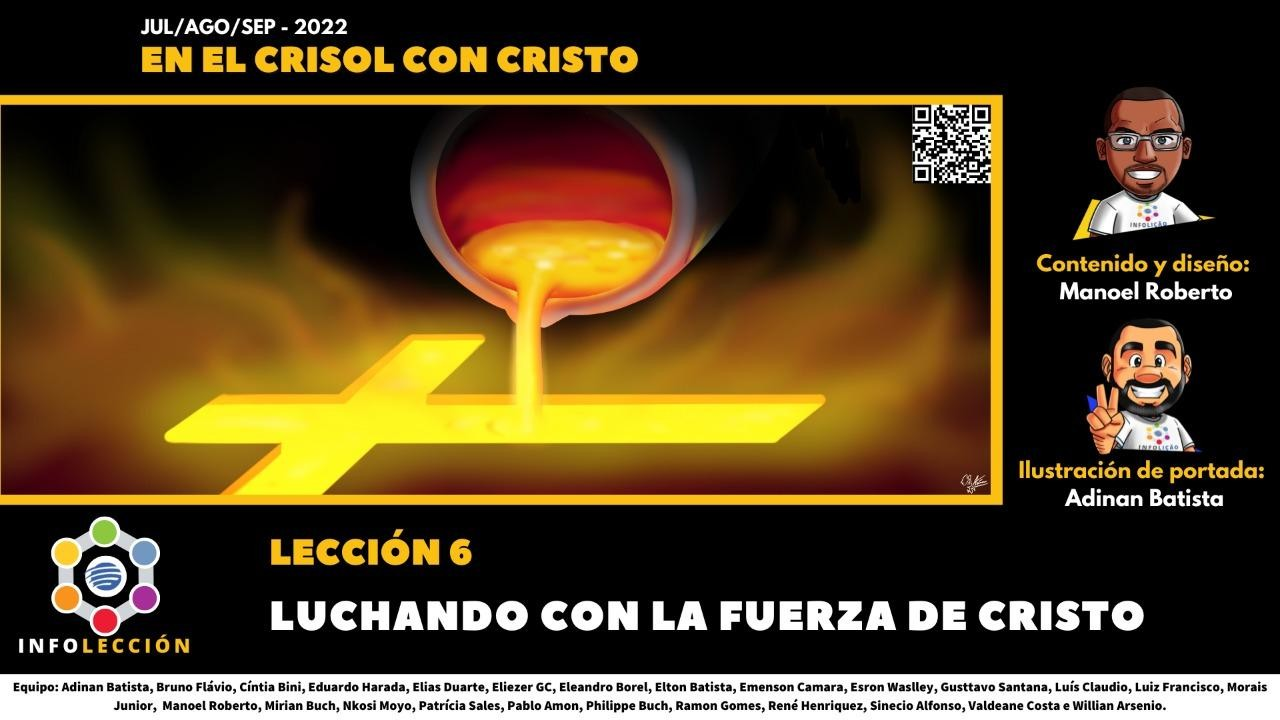 JUL/AGO/SEP - 2022
EN EL CRISOL CON CRISTO
INFOLIÇÃO
Contenido y diseño:
Manoel Roberto
INFOLIÇÃO
Ilustración de portada:
Adinan Batista
LECCIÓN 6
LUCHANDO CON LA FUERZA DE CRISTO
INFOLECCIÓN
Equipo: Adinan Batista, Bruno Flávio, Cíntia Bini, Eduardo Harada, Elias Duarte, Eliezer GC, Eleandro Borel, Elton Batista, Emenson Camara, Esron Waslley, Gusttavo Santana, Luís Claudio, Luiz Francisco, Morais
Junior, Manoel Roberto, Mirian Buch, Nkosi Moyo, Patrícia Sales, Pablo Amon, Philippe Buch, Ramon Gomes, René Henriquez, Sinecio Alfonso, Valdeane Costa e Willian Arsenio.